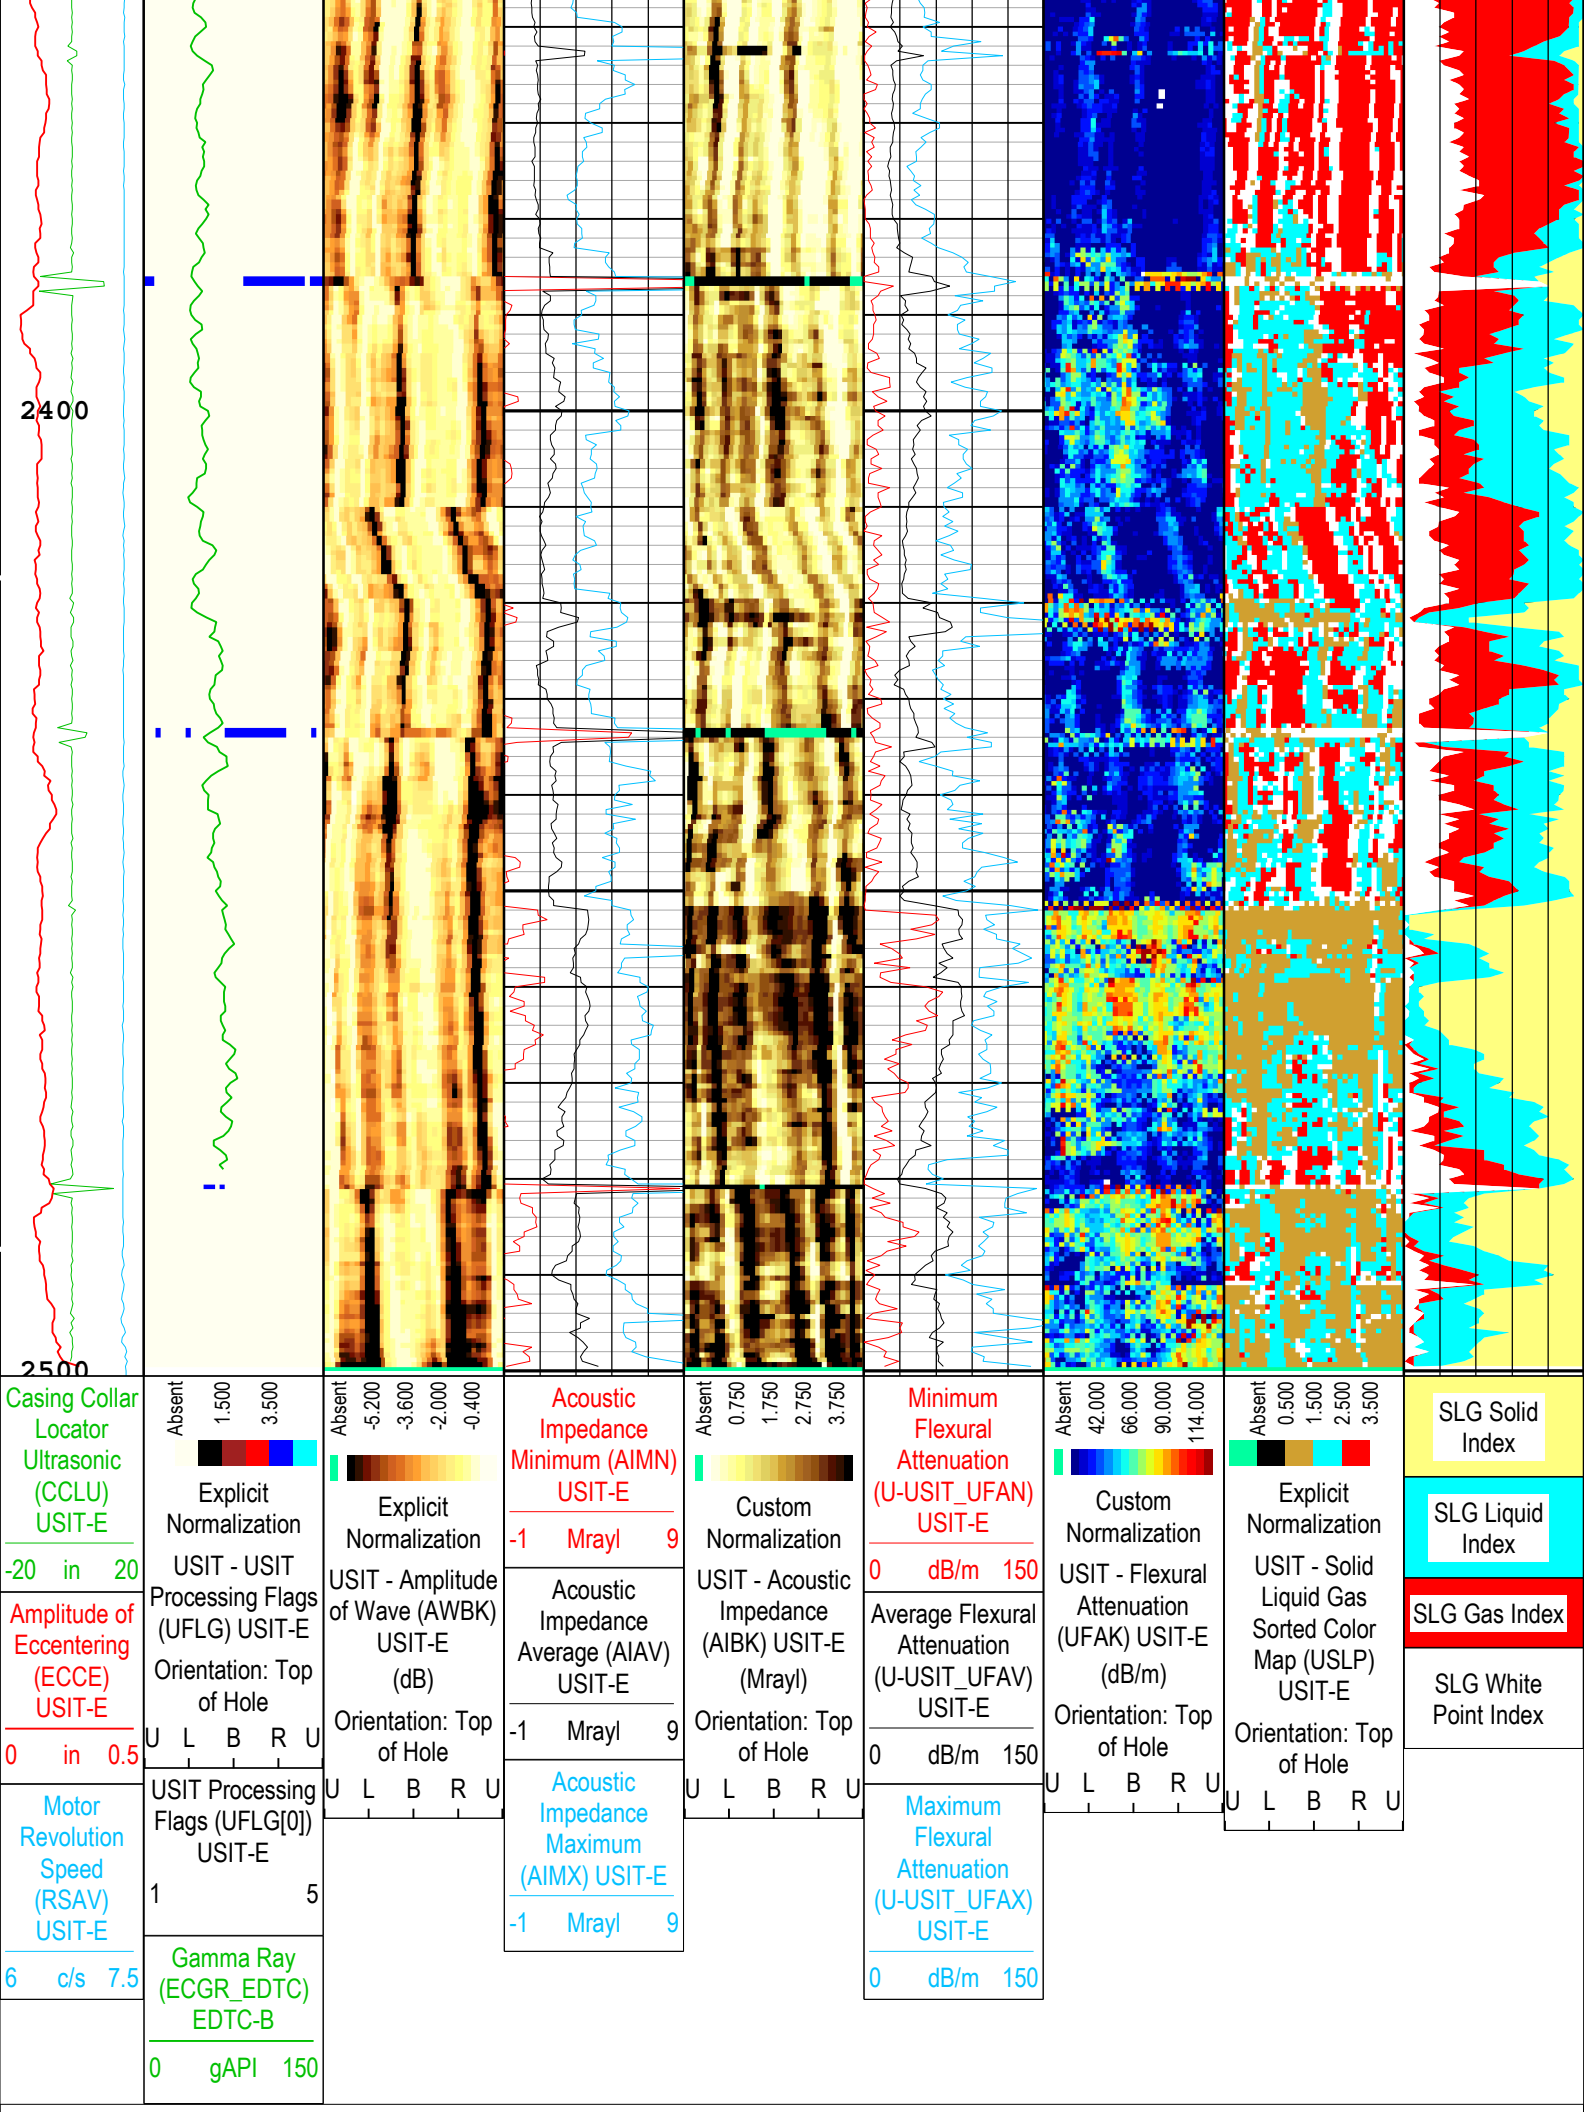 2400
2500
Casing Collar
Locator
Ultrasonic
(CCLU)
USIT-E
-20 in 20
Amplitude of
Eccentering
(ECCE)
USIT-E
0 in 0.5
Motor
Revolution
Speed
(RSAV)
USIT-E
6 c/s 7.5
Absent 1.500 3.500
Explicit
Normalization
USIT - USIT
Processing Flags
(UFLG) USIT-E
Orientation: Top
of Hole
U L B R U
USIT Processing
Flags (UFLG[0])
USIT-E
1 5
Gamma Ray
(ECGR_EDTC)
EDTC-B
0 gAPI 150
Absent -5.200 -3.600 -2.000 -0.400
Explicit
Normalization
USIT - Amplitude
of Wave (AWBK)
USIT-E
(dB)
Orientation: Top
of Hole
U L B R U
Acoustic
Impedance
Minimum (AIMN)
USIT-E
-1 Mrayl 9
Acoustic
Impedance
Average (AIAV)
USIT-E
-1 Mrayl 9
Acoustic
Impedance
Maximum
(AIMX) USIT-E
-1 Mrayl 9
Absent 0.750 1.750 2.750 3.750
Custom
Normalization
USIT - Acoustic
Impedance
(AIBK) USIT-E
(Mrayl)
Orientation: Top
of Hole
U L B R U
Minimum
Flexural
Attenuation
(U-USIT_UFAN)
USIT-E
0 dB/m 150
Average Flexural
Attenuation
(U-USIT_UFAV)
USIT-E
0 dB/m 150
Maximum
Flexural
Attenuation
(U-USIT_UFAX)
USIT-E
0 dB/m 150
Absent 42.000 66.000 90.000 114.000
Custom
Normalization
USIT - Flexural
Attenuation
(UFAK) USIT-E
(dB/m)
Orientation: Top
of Hole
U L B R U
Absent 0.500 1.500 2.500 3.500
Explicit
Normalization
USIT - Solid
Liquid Gas
Sorted Color
Map (USLP)
USIT-E
Orientation: Top
of Hole
U L B R U
SLG Solid
Index
SLG Liquid
Index
SLG Gas Index
SLG White
Point Index